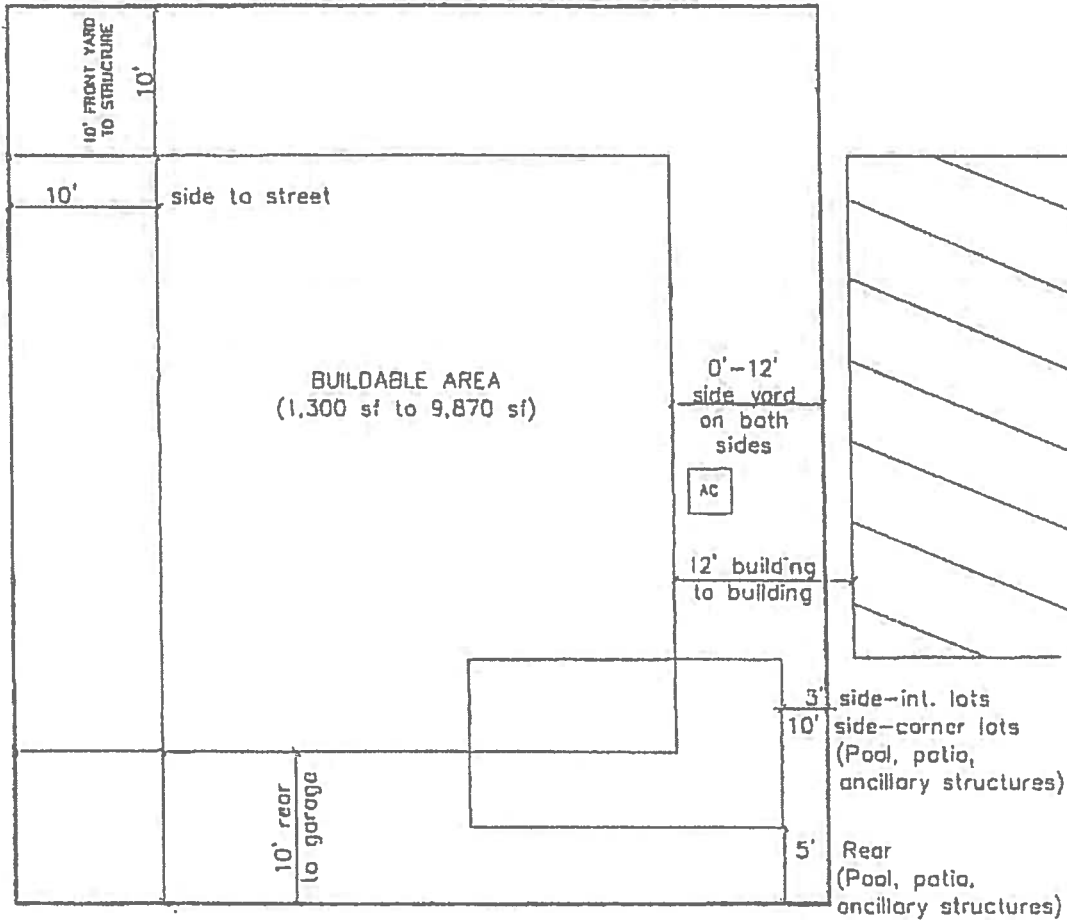 10' FRONT YARD
TO STRUCTURE
10'
10'
side to street
BUILDABLE AREA
(1,300 sf to 9,870 sf)
0'-12'
side yard
on both
sides
AC
12' building
to building
3' side-int. lots
10' side-corner lots
(Pool, patio,
ancillary structures)
10' rear
to garage
5' Rear
(Pool, patio,
ancillary structures)